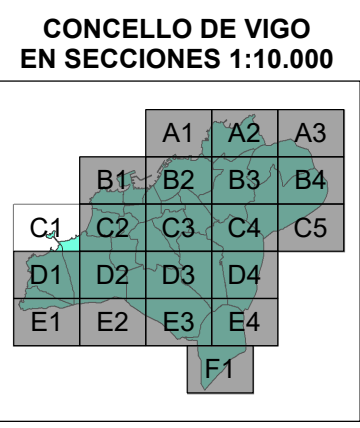 CONCELLO DE VIGO
EN SECCIONES 1:10.000
A1 A2 A3
B1 B2 B3 B4
C1 C2 C3 C4 C5
D1 D2 D3 D4
E1 E2 E3 E4
F1